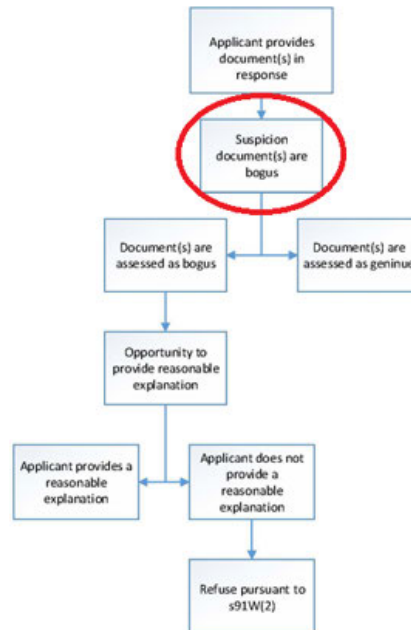 Applicant provides
document(s) in
response
Suspicion
document(s) are
bogus
Document(s) are
assessed as bogus
Document(s) are
assessed as geninue
Opportunity to
provide reasonable
explanation
Applicant provides a
reasonable
explanation
Applicant does not
provide a
reasonable
explanation
Refuse pursuant to
s91W(2)